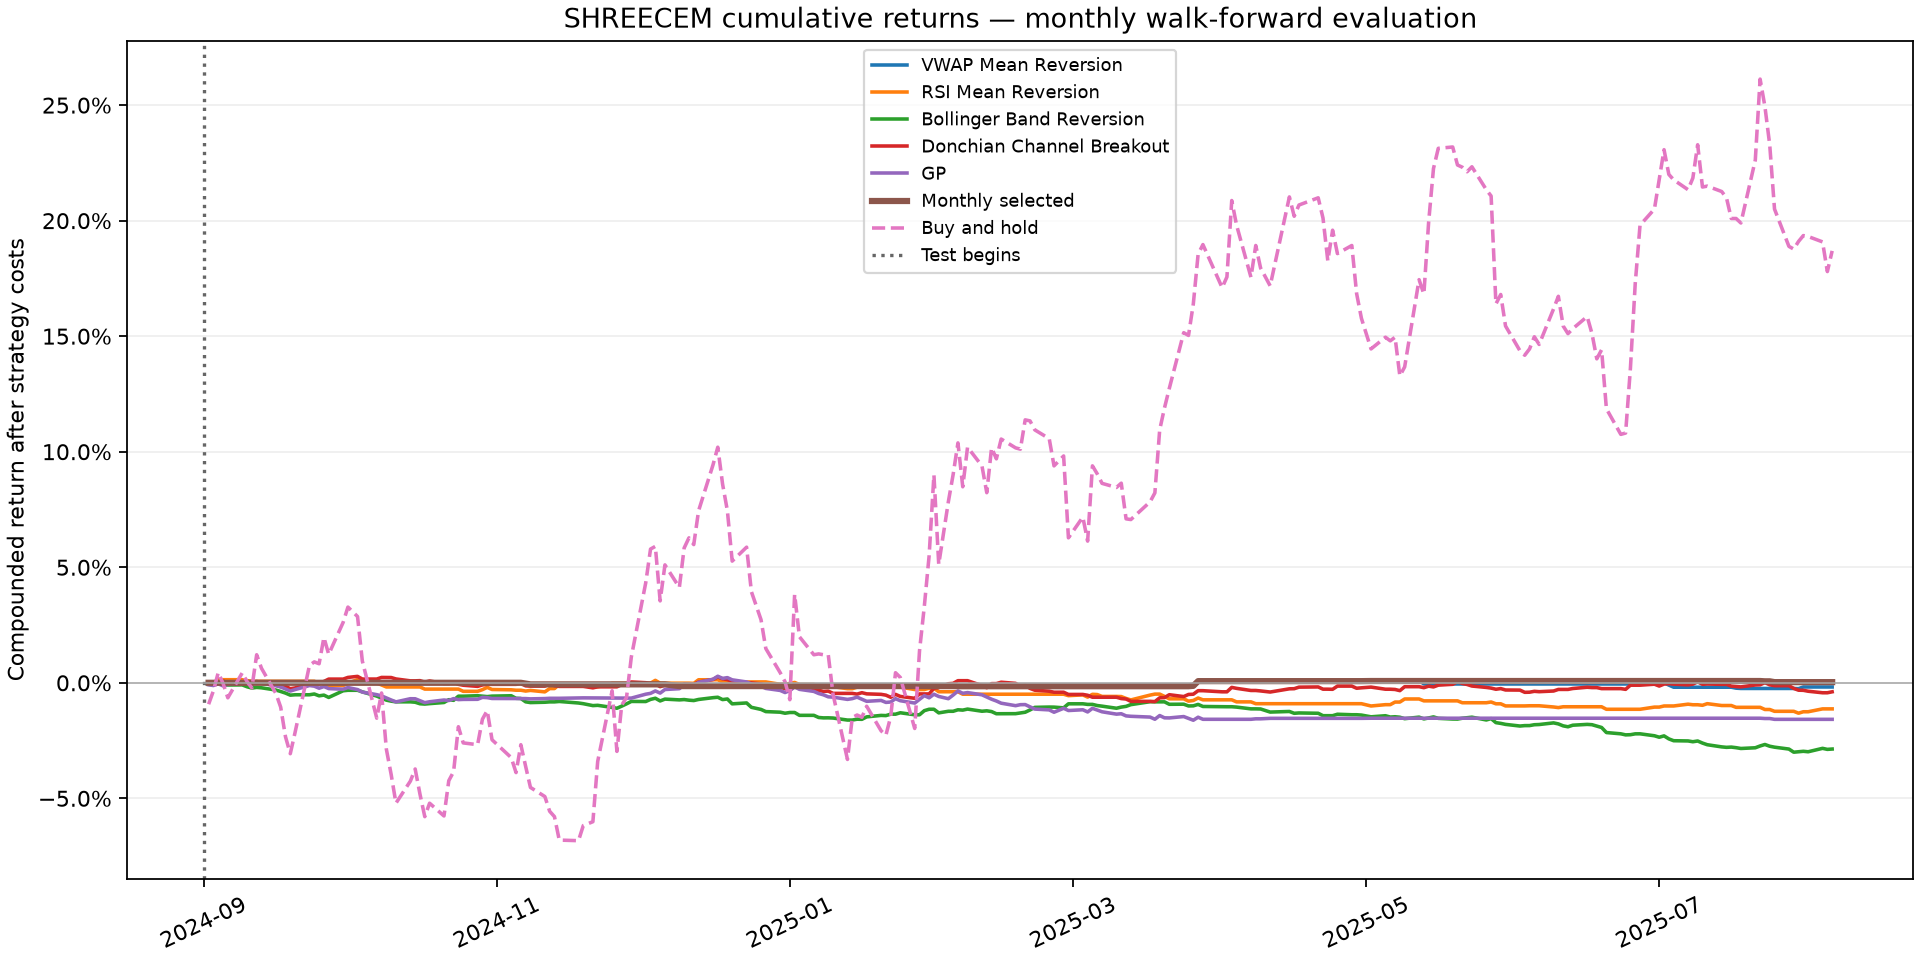 SHREECEM cumulative returns — monthly walk-forward evaluation
Compounded return after strategy costs
25.0%
20.0%
15.0%
10.0%
5.0%
0.0%
−5.0%
VWAP Mean Reversion
RSI Mean Reversion
Bollinger Band Reversion
Donchian Channel Breakout
GP
Monthly selected
Buy and hold
Test begins
2024-09
2024-11
2025-01
2025-03
2025-05
2025-07